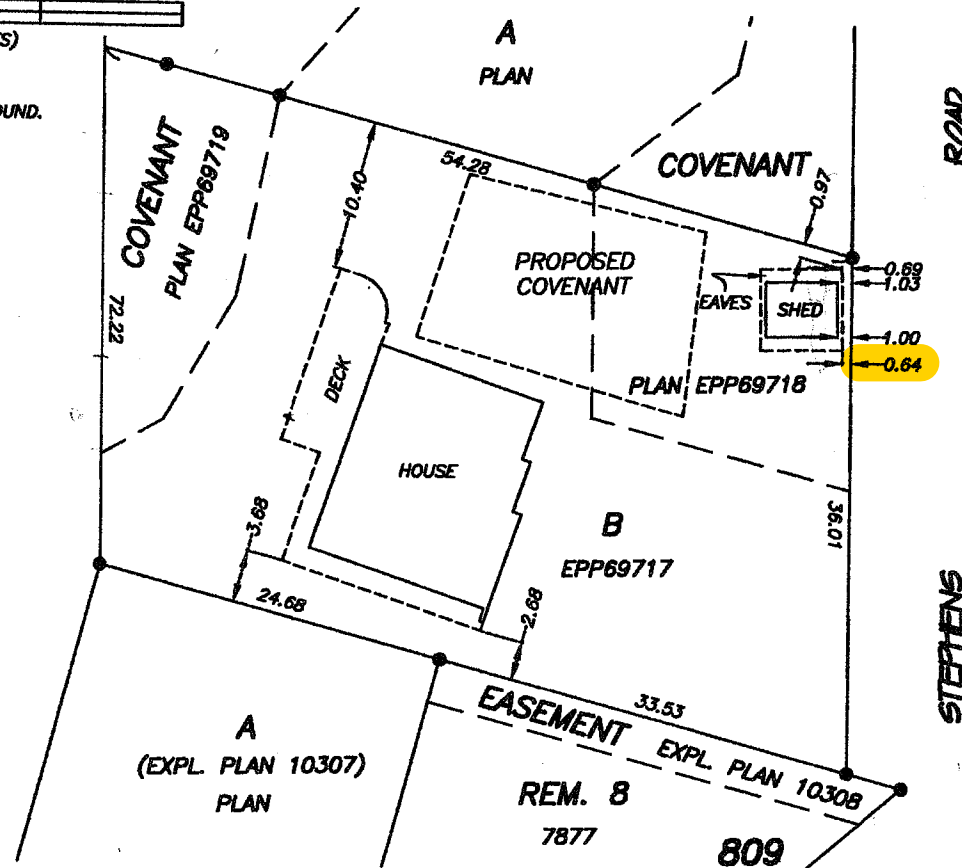 S)
OUND.
A
PLAN
ROAD
COVENANT
PLAN EPP69719
54.28
COVENANT
0.97
10.40
PROPOSED
COVENANT
EAVES
SHED
0.69
1.03
1.00
0.64
72.22
DECK
PLAN EPP69718
HOUSE
36.01
B
EPP69717
3.68
24.68
2.68
STEPHENS
33.53
EASEMENT EXPL. PLAN 10308
A
(EXPL. PLAN 10307)
PLAN
REM. 8
7877
809